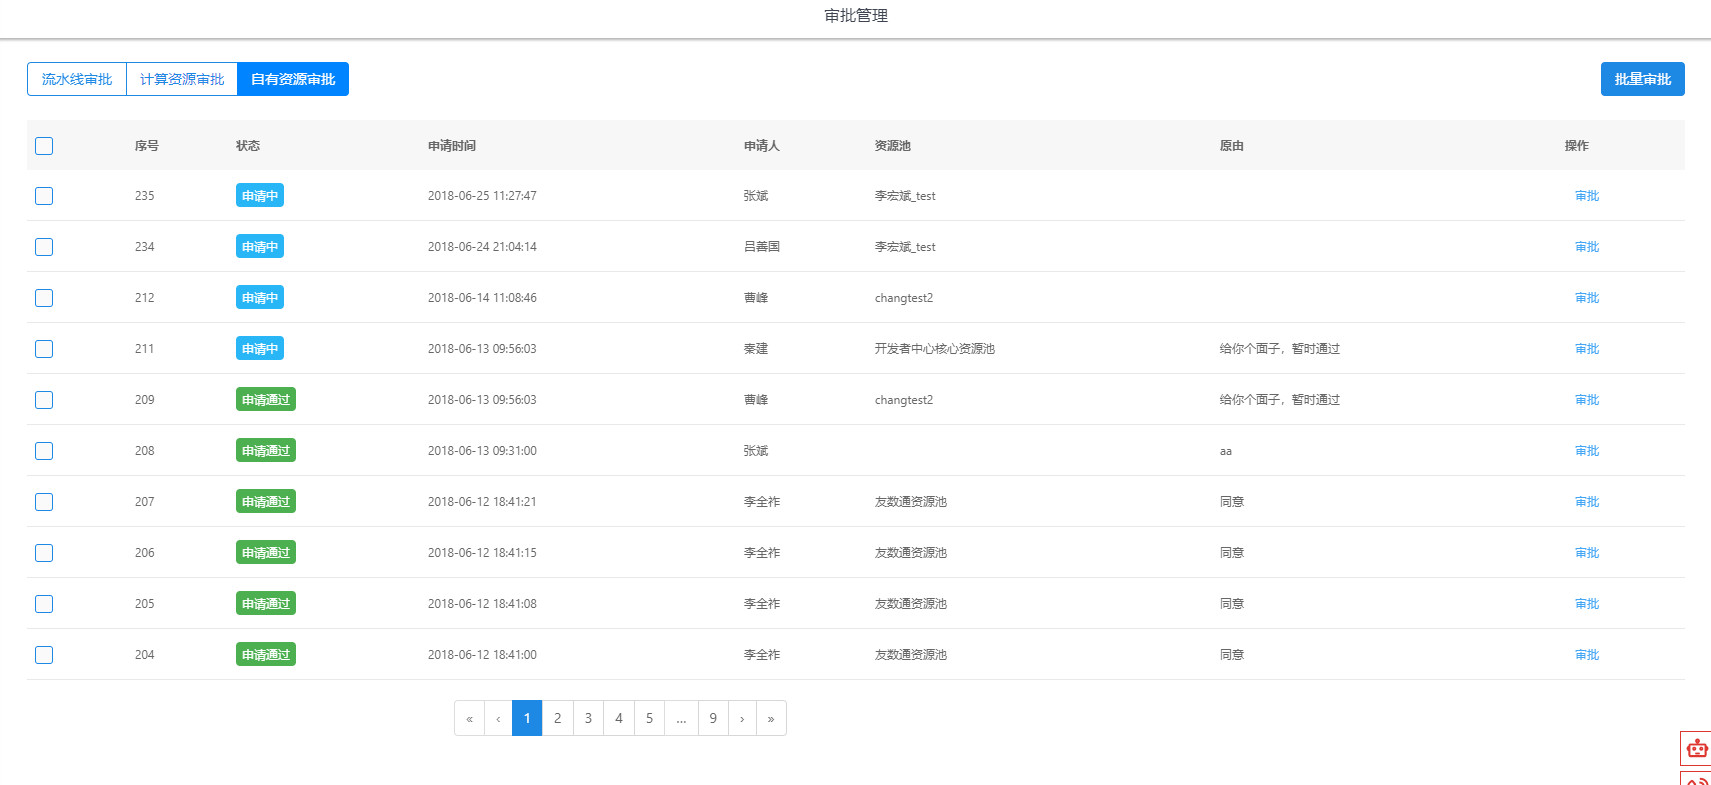 审批管理
流水线审批 计算资源审批 自有资源审批 批量审批
序号 状态 申请时间 申请人 资源池 原由 操作
235 申请中 2018-06-25 11:27:47 张斌 李宏斌_test 审批
234 申请中 2018-06-24 21:04:14 吕善国 李宏斌_test 审批
212 申请中 2018-06-14 11:08:46 曹峰 changtest2 审批
211 申请中 2018-06-13 09:56:03 秦建 开发者中心核心资源池 给你个面子，暂时通过 审批
209 申请通过 2018-06-13 09:56:03 曹峰 changtest2 给你个面子，暂时通过 审批
208 申请通过 2018-06-13 09:31:00 张斌 aa 审批
207 申请通过 2018-06-12 18:41:21 李全祚 友数通资源池 同意 审批
206 申请通过 2018-06-12 18:41:15 李全祚 友数通资源池 同意 审批
205 申请通过 2018-06-12 18:41:08 李全祚 友数通资源池 同意 审批
204 申请通过 2018-06-12 18:41:00 李全祚 友数通资源池 同意 审批
« ‹ 1 2 3 4 5 ... 9 › »